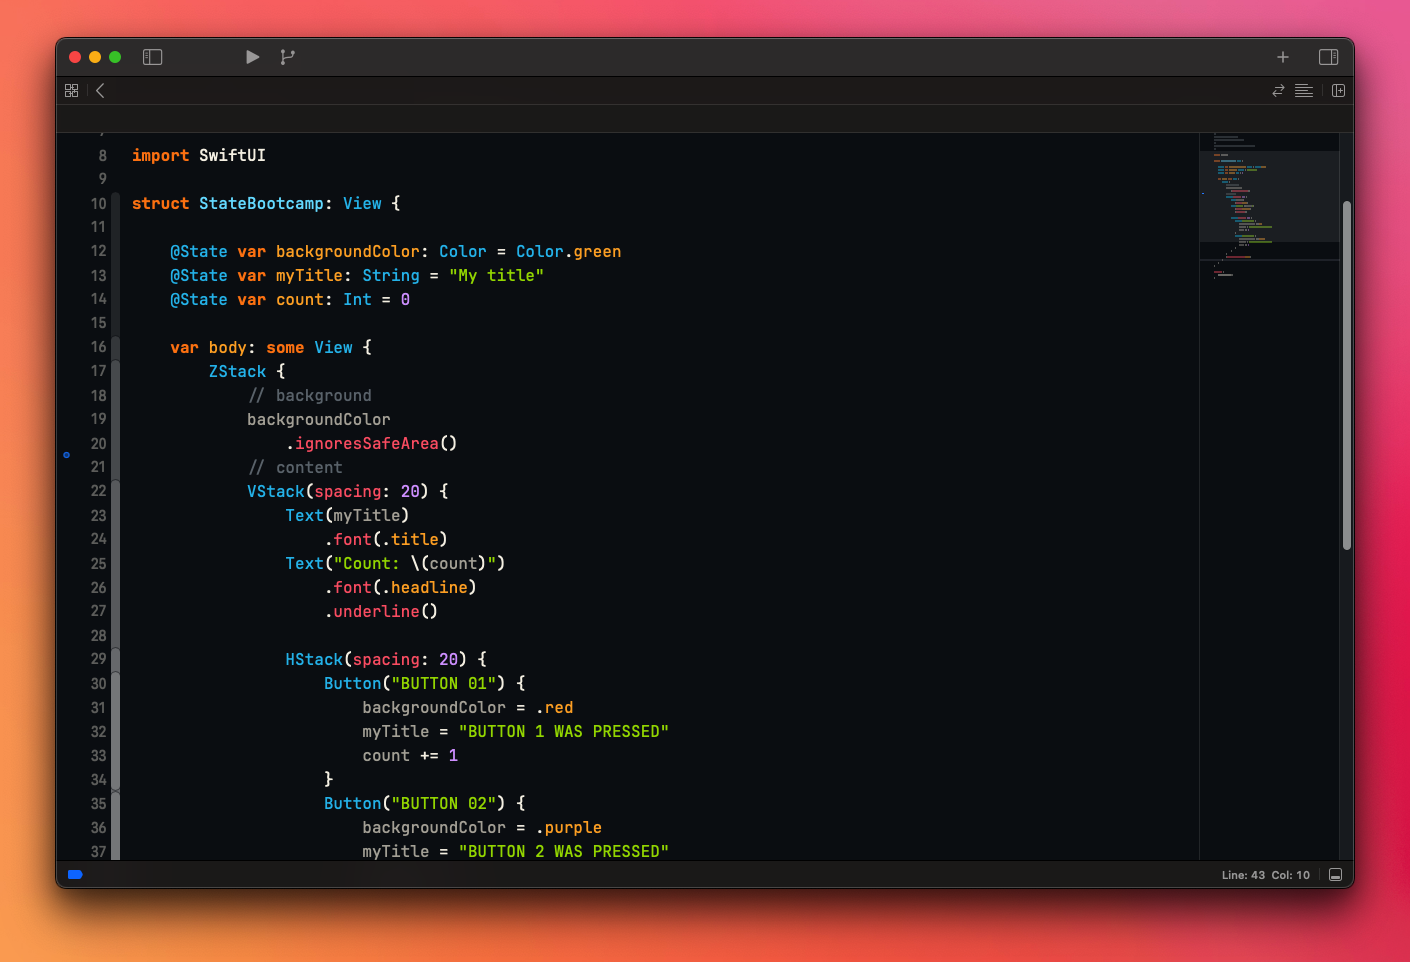 8 import SwiftUI
9
10 struct StateBootcamp: View {
11
12     @State var backgroundColor: Color = Color.green
13     @State var myTitle: String = "My title"
14     @State var count: Int = 0
15
16     var body: some View {
17         ZStack {
18             // background
19             backgroundColor
20                 .ignoresSafeArea()
21             // content
22             VStack(spacing: 20) {
23                 Text(myTitle)
24                     .font(.title)
25                 Text("Count: \(count)")
26                     .font(.headline)
27                     .underline()
28
29                 HStack(spacing: 20) {
30                     Button("BUTTON 01") {
31                         backgroundColor = .red
32                         myTitle = "BUTTON 1 WAS PRESSED"
33                         count += 1
34                     }
35                     Button("BUTTON 02") {
36                         backgroundColor = .purple
37                         myTitle = "BUTTON 2 WAS PRESSED"
Line: 43 Col: 10